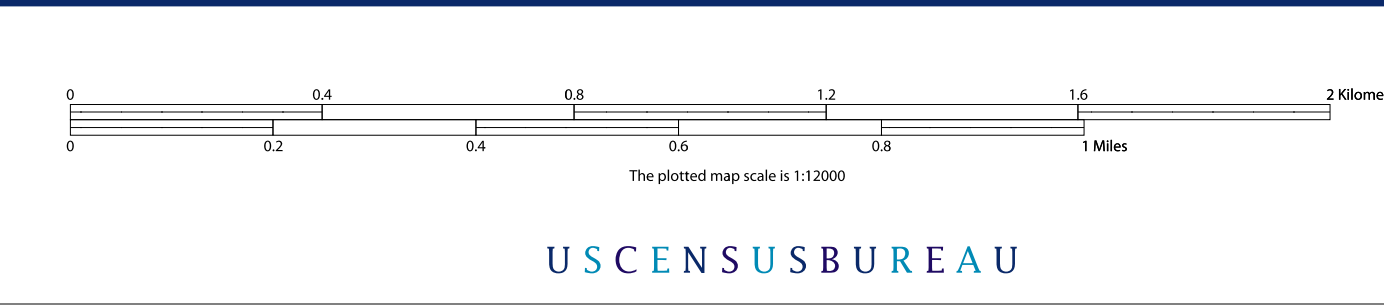 0 0.4 0.8 1.2 1.6 2 Kilome
0 0.2 0.4 0.6 0.8 1 Miles
The plotted map scale is 1:12000
USCENSUSBUREAU